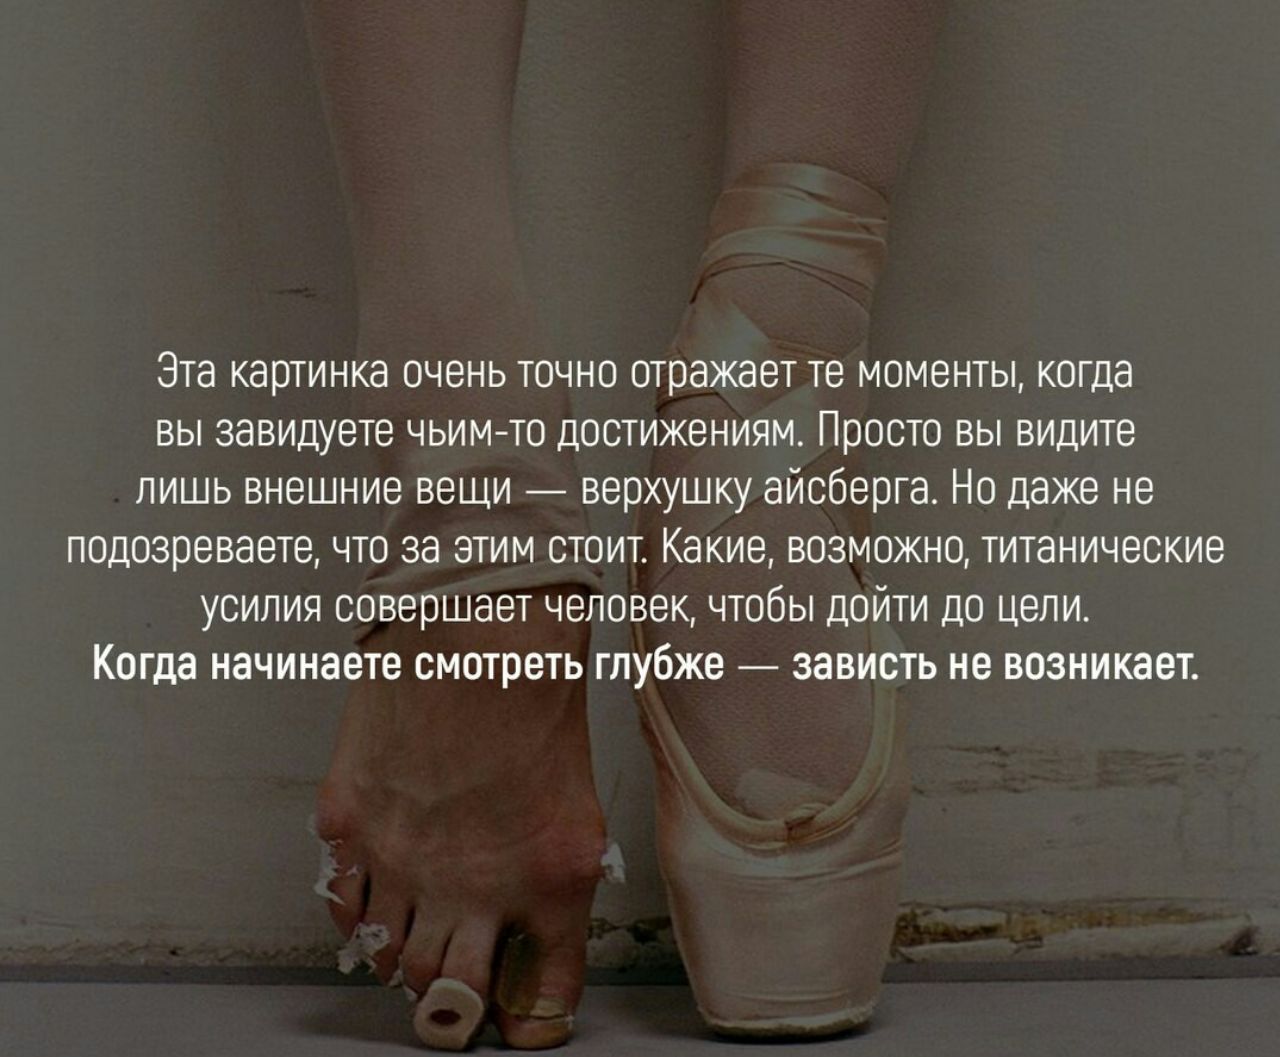 Эта картинка очень точно отражает те моменты, когда
вы завидуете чьим-то достижениям. Просто вы видите
лишь внешние вещи — верхушку айсберга. Но даже не
подозреваете, что за этим стоит. Какие, возможно, титанические
усилия совершает человек, чтобы дойти до цели.
Когда начинаете смотреть глубже — зависть не возникает.